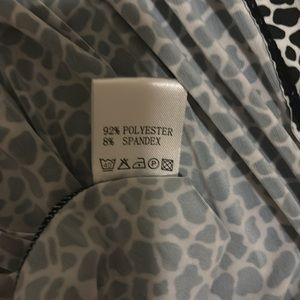 92% POLYESTER
8% SPANDEX